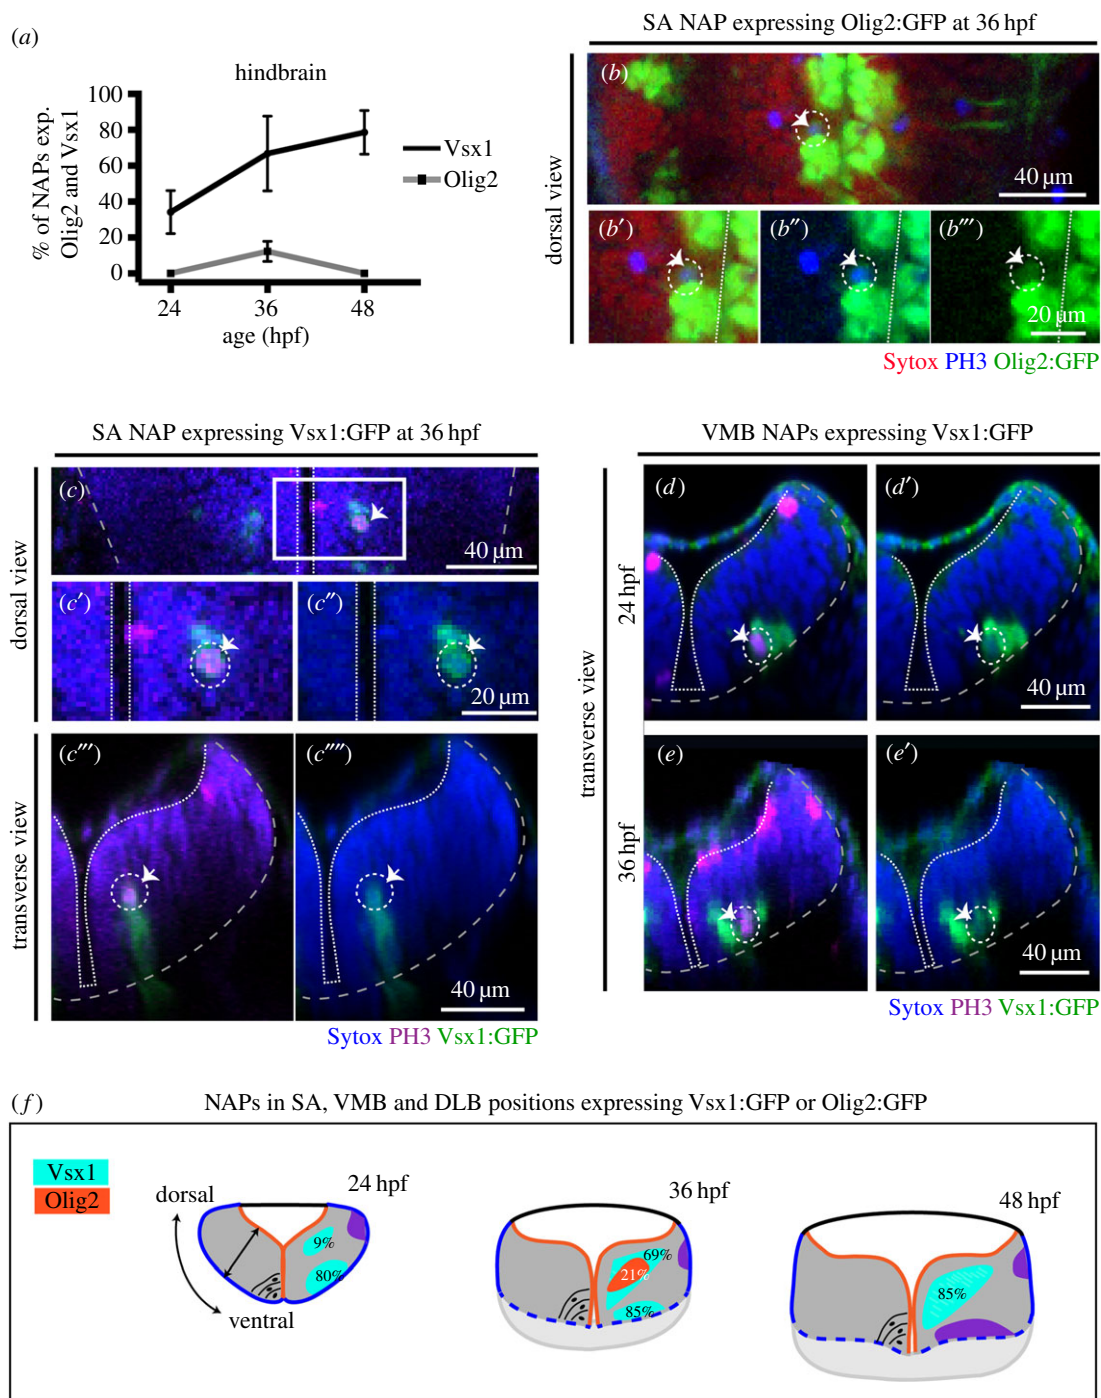 (a)
hindbrain
% of NAPs exp.
Olig2 and Vsx1
100
80
60
40
20
0
24
36
48
age (hpf)
Vsx1
Olig2
SA NAP expressing Olig2:GFP at 36 hpf
dorsal view
(b)
40 µm
(b′)
(b″)
(b‴)
20 µm
Sytox PH3 Olig2:GFP
SA NAP expressing Vsx1:GFP at 36 hpf
dorsal view
(c)
40 µm
(c′)
(c″)
20 µm
transverse view
(c‴)
(c⁗)
40 µm
Sytox PH3 Vsx1:GFP
VMB NAPs expressing Vsx1:GFP
transverse view
24 hpf
(d)
(d′)
40 µm
36 hpf
(e)
(e′)
40 µm
Sytox PH3 Vsx1:GFP
(f)
NAPs in SA, VMB and DLB positions expressing Vsx1:GFP or Olig2:GFP
Vsx1
Olig2
dorsal
ventral
24 hpf
9%
80%
36 hpf
69%
21%
85%
48 hpf
85%